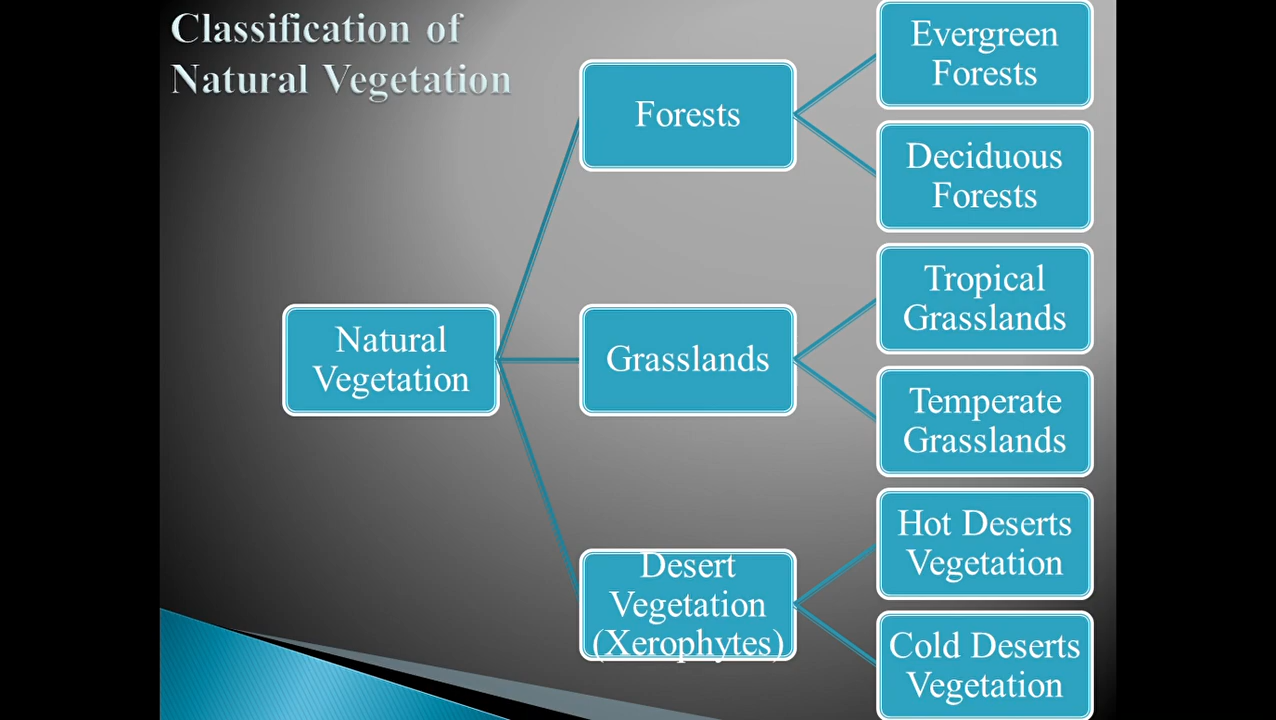 Classification of
Natural Vegetation
Natural
Vegetation
Forests
Evergreen
Forests
Deciduous
Forests
Grasslands
Tropical
Grasslands
Temperate
Grasslands
Desert
Vegetation
(Xerophytes)
Hot Deserts
Vegetation
Cold Deserts
Vegetation